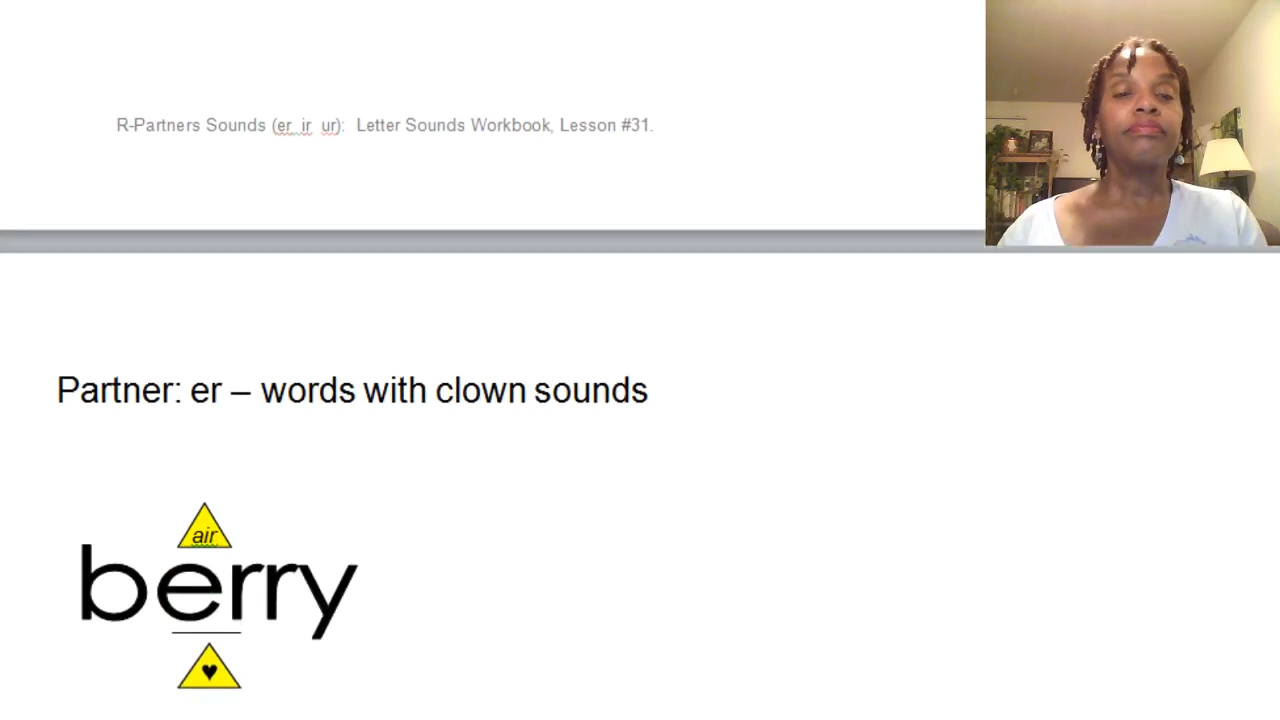 R-Partners Sounds (er ir ur): Letter Sounds Workbook, Lesson #31.
Partner: er – words with clown sounds
air
berry